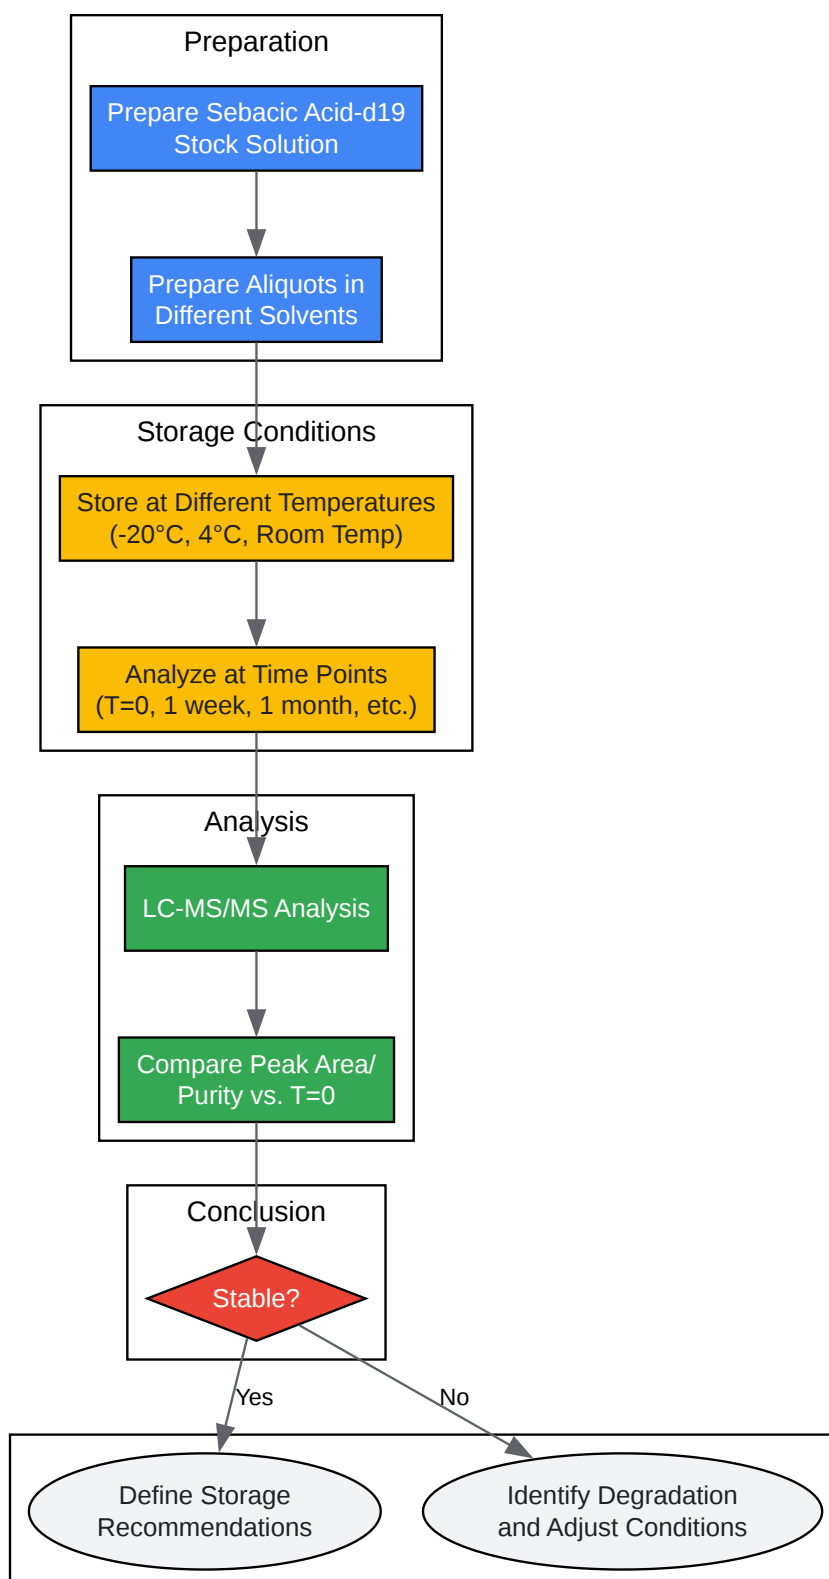 Preparation
Prepare Sebacic Acid-d19
Stock Solution
Prepare Aliquots in
Different Solvents
Storage Conditions
Store at Different Temperatures
(-20°C, 4°C, Room Temp)
Analyze at Time Points
(T=0, 1 week, 1 month, etc.)
Analysis
LC-MS/MS Analysis
Compare Peak Area/
Purity vs. T=0
Conclusion
Stable?
Yes
No
Define Storage
Recommendations
Identify Degradation
and Adjust Conditions